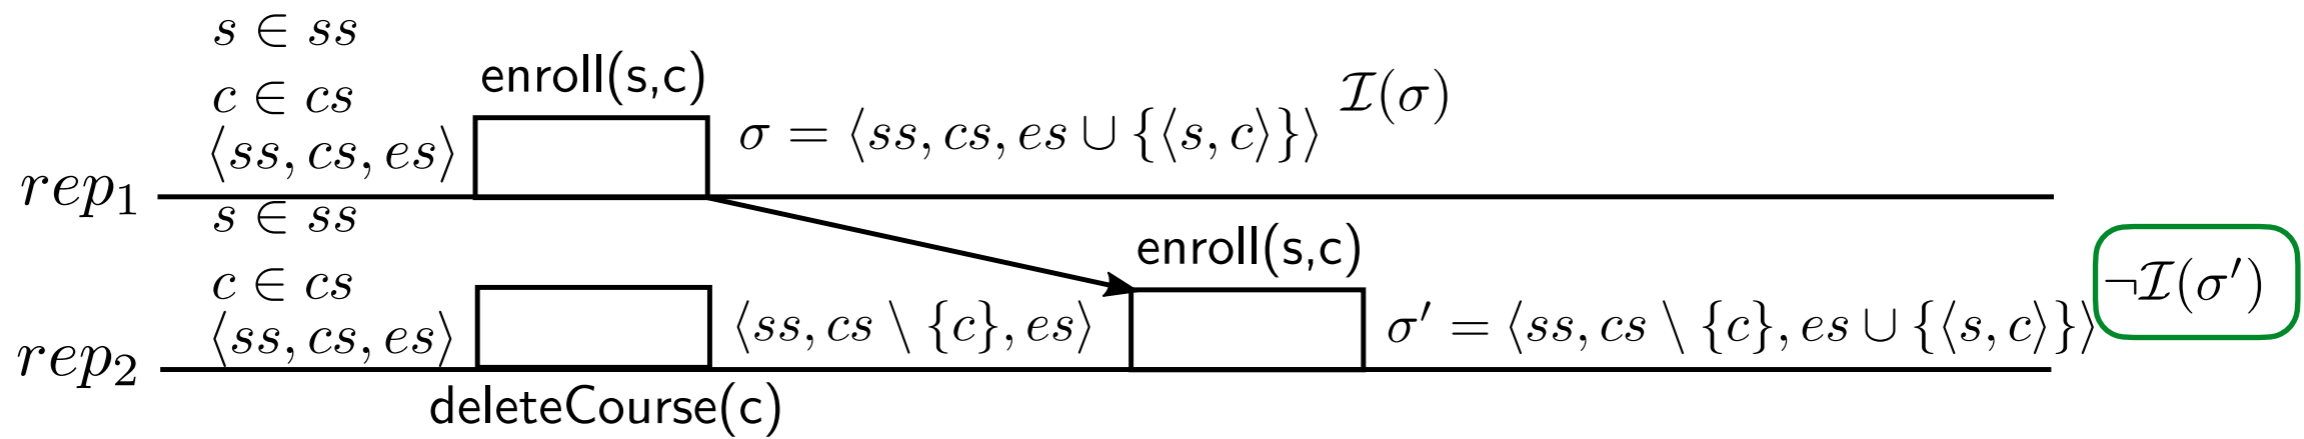 s ∈ ss
c ∈ cs
⟨ss, cs, es⟩
enroll(s,c)
σ = ⟨ss, cs, es ∪ {⟨s, c⟩}⟩
𝓘(σ)
rep₁
s ∈ ss
c ∈ cs
⟨ss, cs, es⟩
deleteCourse(c)
⟨ss, cs \ {c}, es⟩
enroll(s,c)
σ′ = ⟨ss, cs \ {c}, es ∪ {⟨s, c⟩}⟩
¬𝓘(σ′)
rep₂